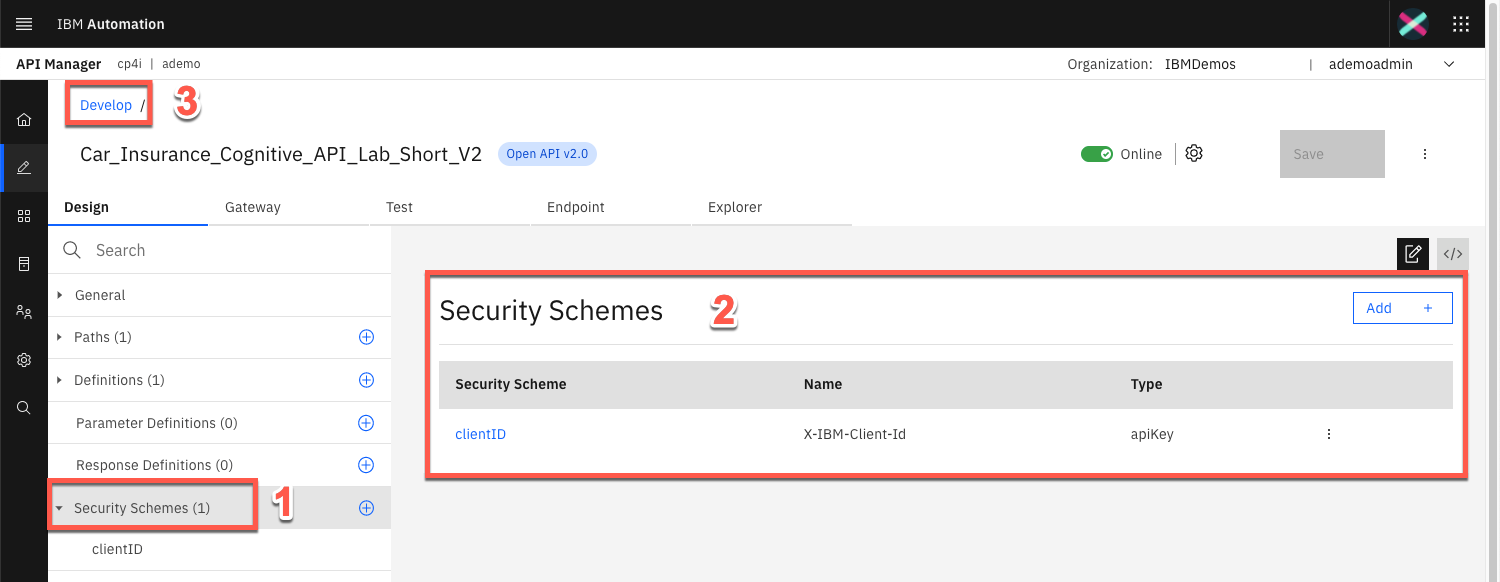 IBM Automation
API Manager cp4i | ademo Organization: IBMDemos | ademoadmin
Develop / 3
Car_Insurance_Cognitive_API_Lab_Short_V2 Open API v2.0 Online Save
Design Gateway Test Endpoint Explorer
Search
</>
General
Security Schemes 2 Add +
Paths (1)
Definitions (1)
Security Scheme Name Type
Parameter Definitions (0)
clientID X-IBM-Client-Id apiKey
Response Definitions (0)
Security Schemes (1) 1
clientID